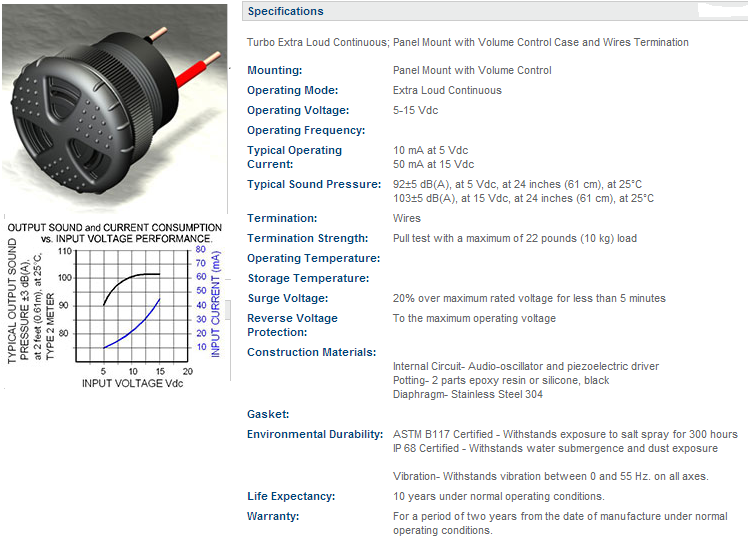 Specifications
Turbo Extra Loud Continuous; Panel Mount with Volume Control Case and Wires Termination
Mounting: Panel Mount with Volume Control
Operating Mode: Extra Loud Continuous
Operating Voltage: 5-15 Vdc
Operating Frequency:
Typical Operating Current: 10 mA at 5 Vdc
50 mA at 15 Vdc
Typical Sound Pressure: 92±5 dB(A), at 5 Vdc, at 24 inches (61 cm), at 25°C
103±5 dB(A), at 15 Vdc, at 24 inches (61 cm), at 25°C
Termination: Wires
Termination Strength: Pull test with a maximum of 22 pounds (10 kg) load
Operating Temperature:
Storage Temperature:
Surge Voltage: 20% over maximum rated voltage for less than 5 minutes
Reverse Voltage Protection: To the maximum operating voltage
Construction Materials:
Internal Circuit- Audio-oscillator and piezoelectric driver
Potting- 2 parts epoxy resin or silicone, black
Diaphragm- Stainless Steel 304
Gasket:
Environmental Durability: ASTM B117 Certified - Withstands exposure to salt spray for 300 hours
IP 68 Certified - Withstands water submergence and dust exposure
Vibration- Withstands vibration between 0 and 55 Hz. on all axes.
Life Expectancy: 10 years under normal operating conditions.
Warranty: For a period of two years from the date of manufacture under normal
operating conditions.
OUTPUT SOUND and CURRENT CONSUMPTION
vs. INPUT VOLTAGE PERFORMANCE.
TYPICAL OUTPUT SOUND
PRESSURE ±3 dB(A),
at 2 feet (0.61m), at 25°C,
TYPE 2 METER
110
100
90
80
80
70
60
50
40
30
20
10
INPUT CURRENT (mA)
5 10 15 20
INPUT VOLTAGE Vdc